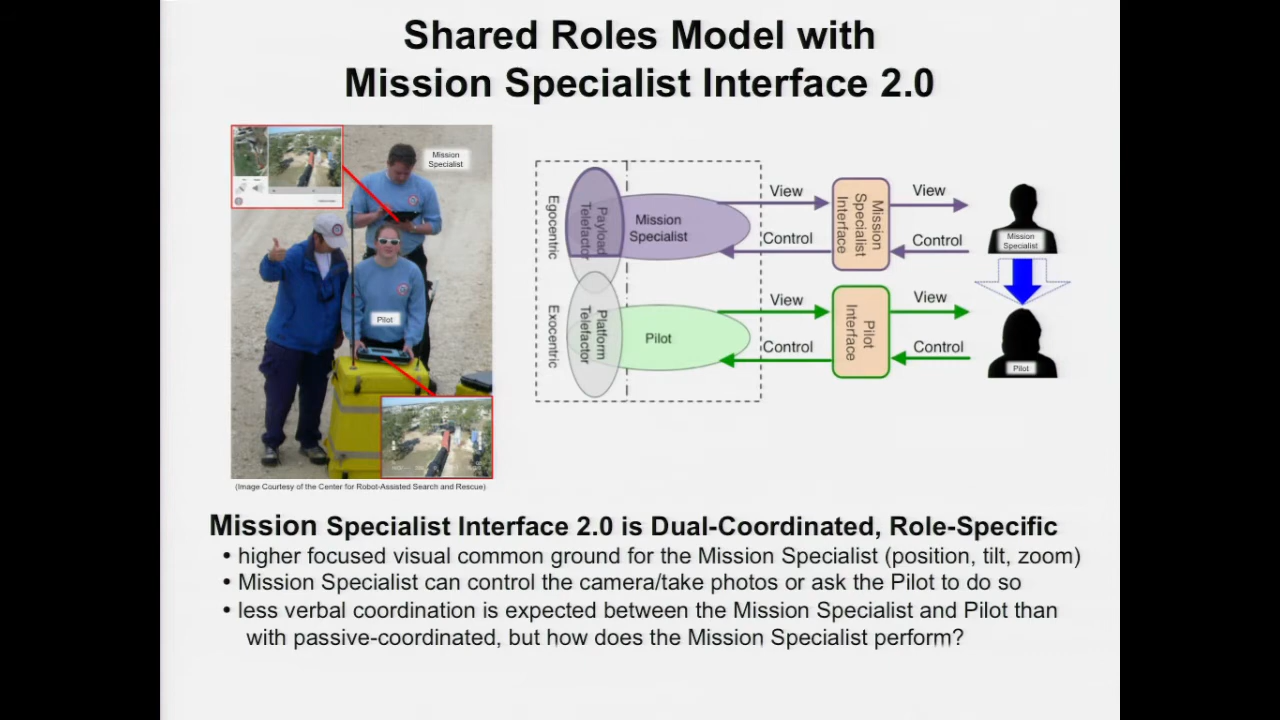 Shared Roles Model with
Mission Specialist Interface 2.0
Mission
Specialist
Pilot
(Image Courtesy of the Center for Robot-Assisted Search and Rescue)
Egocentric
Exocentric
Payload
Telefactor
Platform
Telefactor
Mission
Specialist
Pilot
View
Control
View
Control
Mission
Specialist
Interface
Pilot
Interface
View
Control
View
Control
Mission
Specialist
Pilot
Mission Specialist Interface 2.0 is Dual-Coordinated, Role-Specific
• higher focused visual common ground for the Mission Specialist (position, tilt, zoom)
• Mission Specialist can control the camera/take photos or ask the Pilot to do so
• less verbal coordination is expected between the Mission Specialist and Pilot than
with passive-coordinated, but how does the Mission Specialist perform?